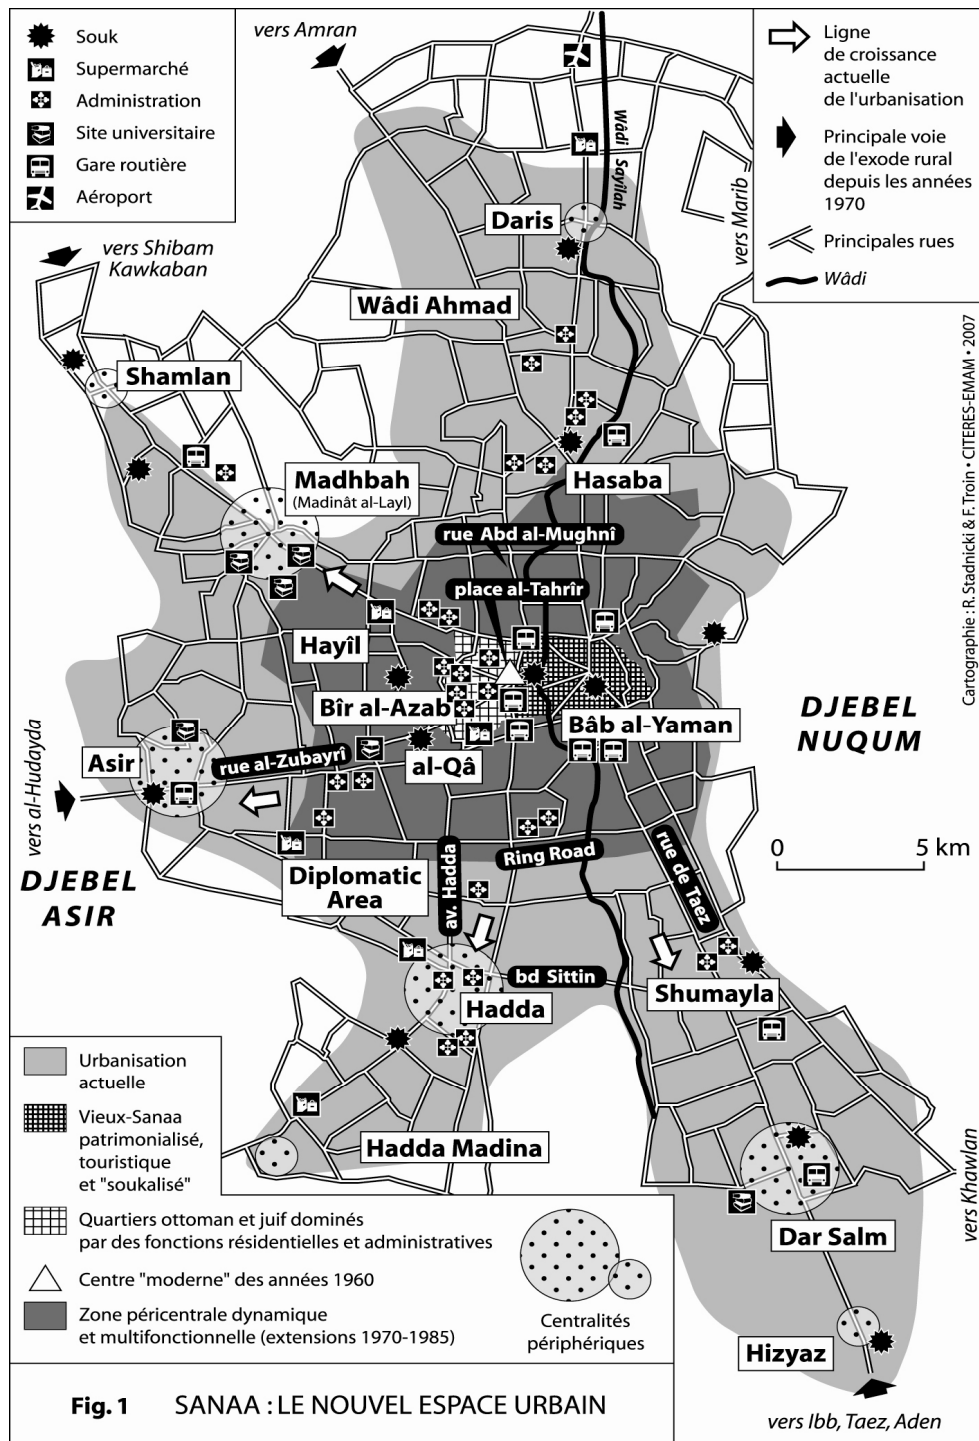 Souk
Supermarché
Administration
Site universitaire
Gare routière
Aéroport
vers Amran
Ligne
de croissance
actuelle
de l'urbanisation
Principale voie
de l'exode rural
depuis les années
1970
Principales rues
Wâdi
Wâdi Sayîlah
vers Marib
Daris
vers Shibam
Kawkaban
Wâdi Ahmad
Shamlan
Madhbah
(Madinât al-Layl)
Hasaba
rue Abd al-Mughnî
place al-Tahrîr
Hayîl
Bîr al-Azab
Bâb al-Yaman
DJEBEL
NUQUM
Asir
rue al-Zubayrî
al-Qâ
vers al-Hudayda
DJEBEL
ASIR
Diplomatic
Area
av. Hadda
Ring Road
rue de Taez
0 5 km
bd Sittin
Hadda
Shumayla
Hadda Madina
Dar Salm
Hizyaz
vers Khawlan
vers Ibb, Taez, Aden
Cartographie : R. Stadnicki & F. Troin • CITERES-EMAM • 2007
Urbanisation
actuelle
Vieux-Sanaa
patrimonialisé,
touristique
et "soukalisé"
Quartiers ottoman et juif dominés
par des fonctions résidentielles et administratives
Centre "moderne" des années 1960
Zone péricentrale dynamique
et multifonctionnelle (extensions 1970-1985)
Centralités
périphériques
Fig. 1 SANAA : LE NOUVEL ESPACE URBAIN